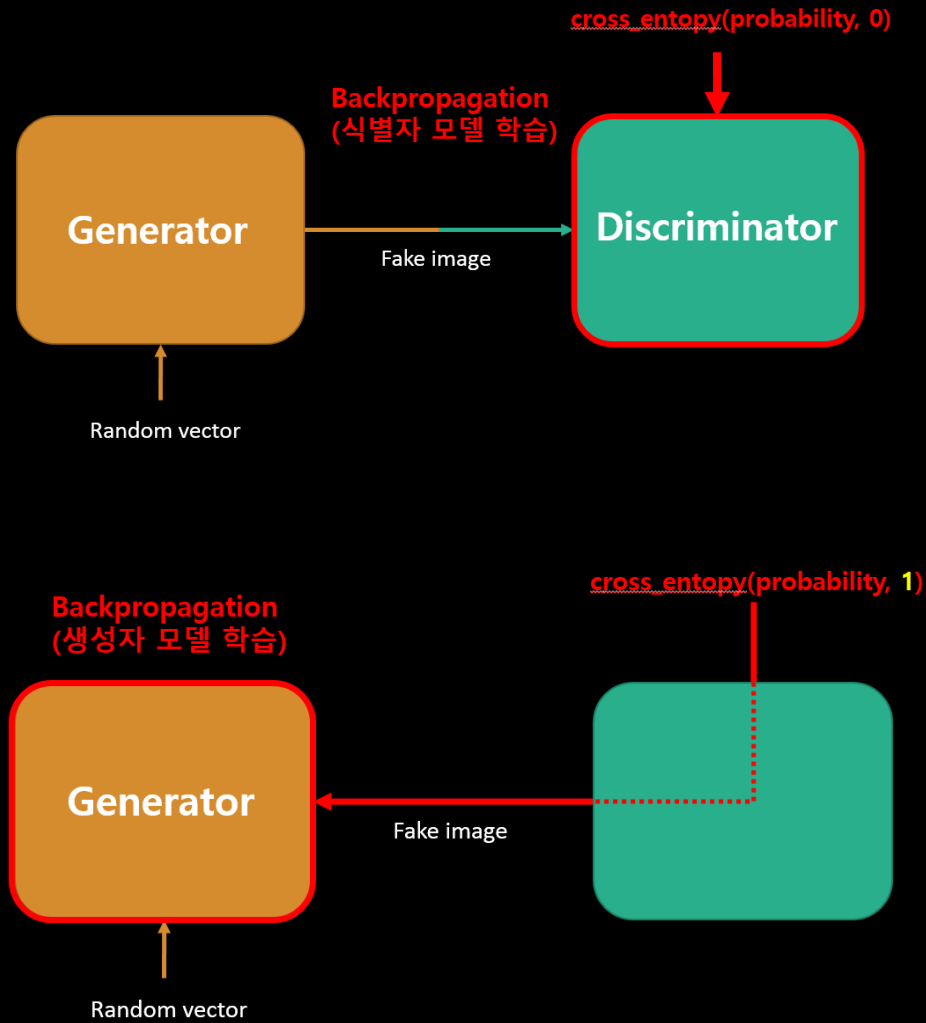 cross_entopy(probability, 0)
Backpropagation
(식별자 모델 학습)
Generator
Discriminator
Fake image
Random vector
cross_entopy(probability, 1)
Backpropagation
(생성자 모델 학습)
Generator
Fake image
Random vector